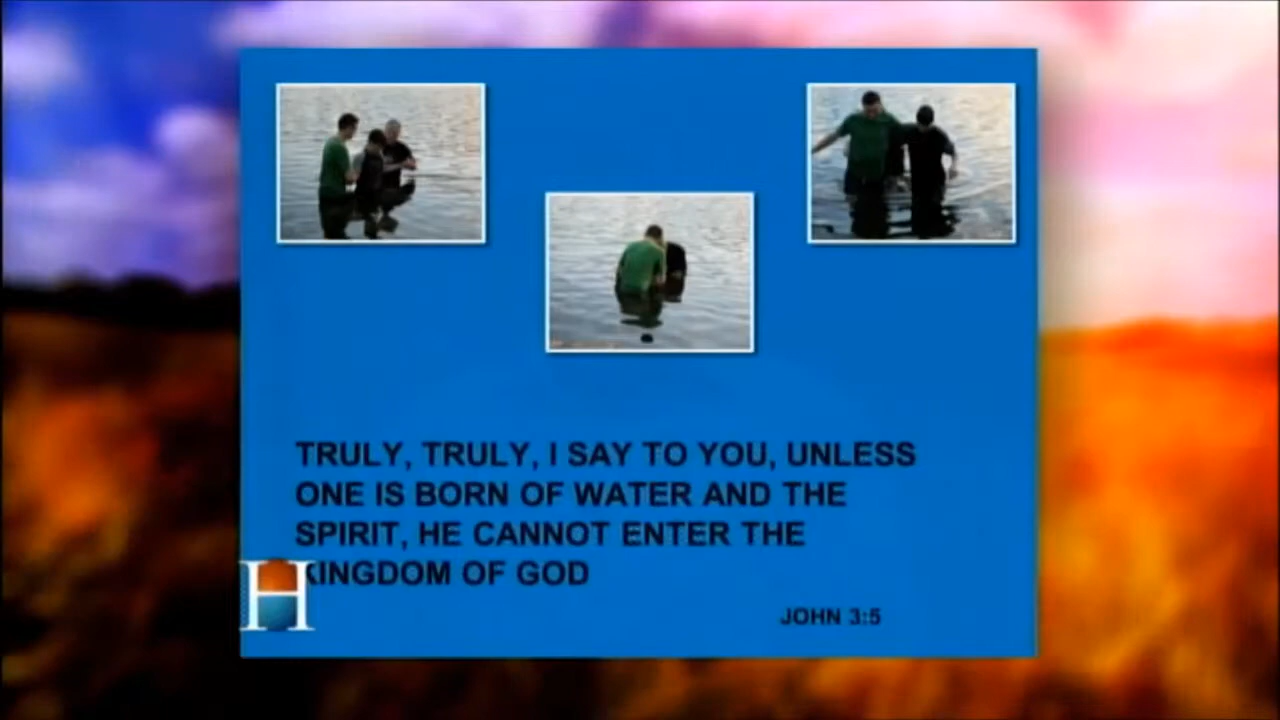 TRULY, TRULY, I SAY TO YOU, UNLESS
ONE IS BORN OF WATER AND THE
SPIRIT, HE CANNOT ENTER THE
KINGDOM OF GOD
JOHN 3:5
H